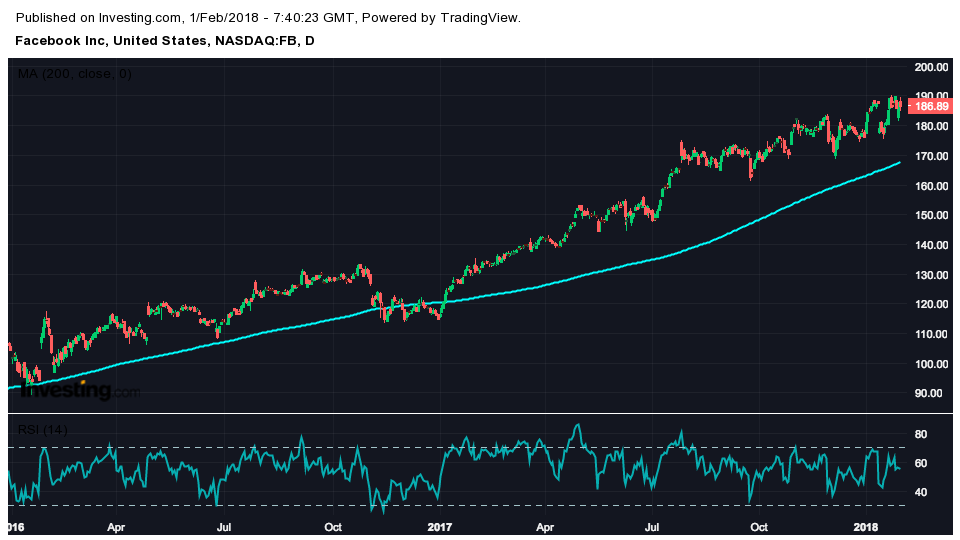 Published on Investing.com, 1/Feb/2018 - 7:40:23 GMT, Powered by TradingView.
Facebook Inc, United States, NASDAQ:FB, D
MA (200, close, 0)
200.00
190.00
186.89
180.00
170.00
160.00
150.00
140.00
130.00
120.00
110.00
100.00
90.00
Investing.com
RSI (14)
80
60
40
2016 Apr Jul Oct 2017 Apr Jul Oct 2018